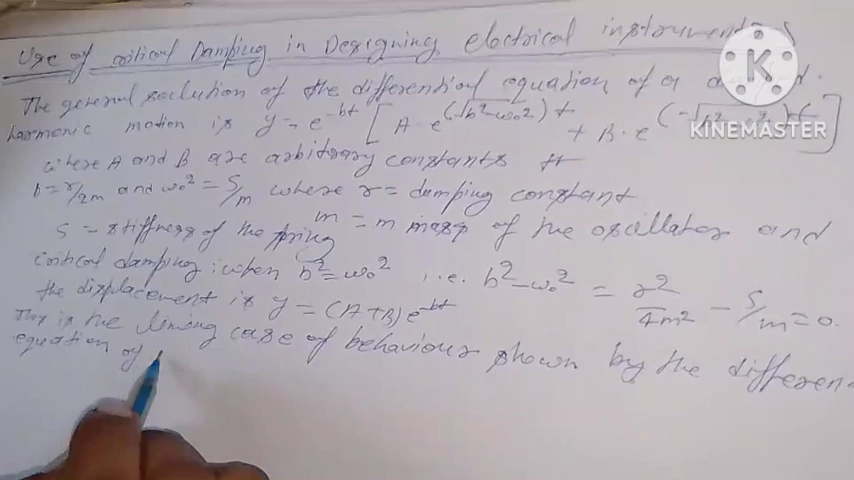 Use of critical Damping in Designing electrical instruments
The general solution of the differential equation of a
harmonic motion is y = e^-bt [ A · e^(√b²-ω₀²)t + B · e^(-√b²-ω₀²)t ]
where A and B are arbitrary constants
b = r/2m and ω₀² = S/m where r = damping constant
m = m mass of the oscillator and
S = stiffness of the spring
critical damping : when b² = ω₀² i.e. b² - ω₀² = r²/4m² - S/m = 0.
the displacement is y = (A+B) e^-bt
This is the liming case of behaviour shown by the differen
equation of
K
KINEMASTER